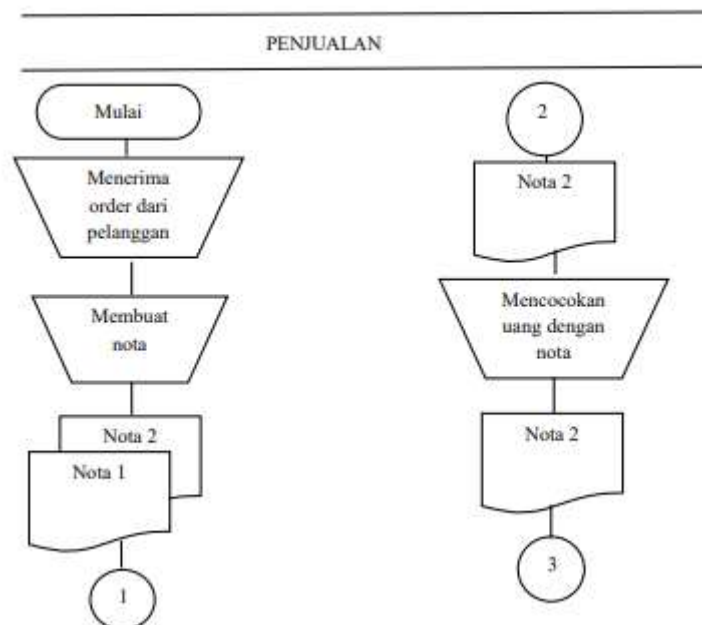 PENJUALAN
Mulai
Menerima
order dari
pelanggan
Membuat
nota
Nota 2
Nota 1
1
2
Nota 2
Mencocokan
uang dengan
nota
Nota 2
3